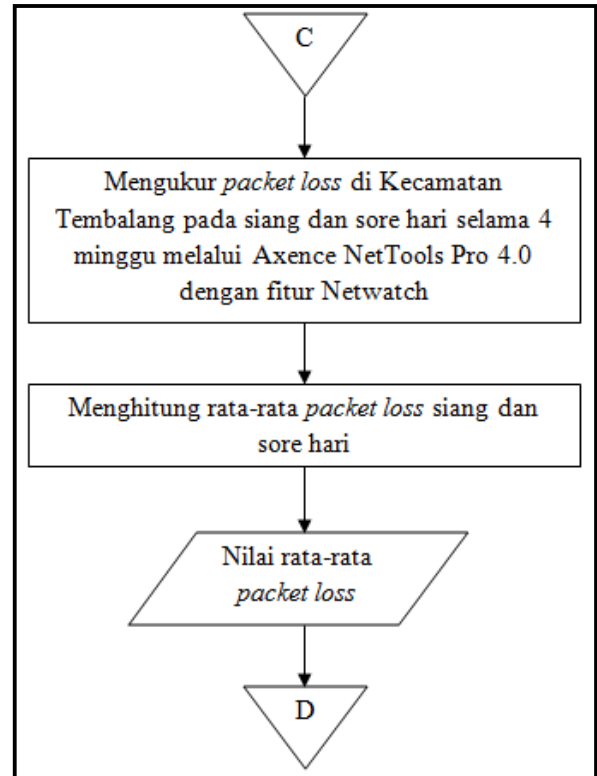 C
Mengukur packet loss di Kecamatan
Tembalang pada siang dan sore hari selama 4
minggu melalui Axence NetTools Pro 4.0
dengan fitur Netwatch
Menghitung rata-rata packet loss siang dan
sore hari
Nilai rata-rata
packet loss
D